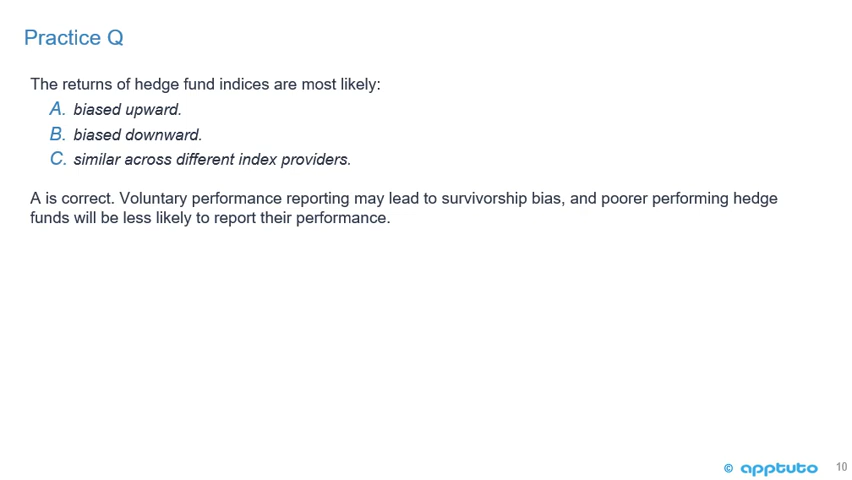 Practice Q
The returns of hedge fund indices are most likely:
A. biased upward.
B. biased downward.
C. similar across different index providers.
A is correct. Voluntary performance reporting may lead to survivorship bias, and poorer performing hedge
funds will be less likely to report their performance.
© apptuto 10